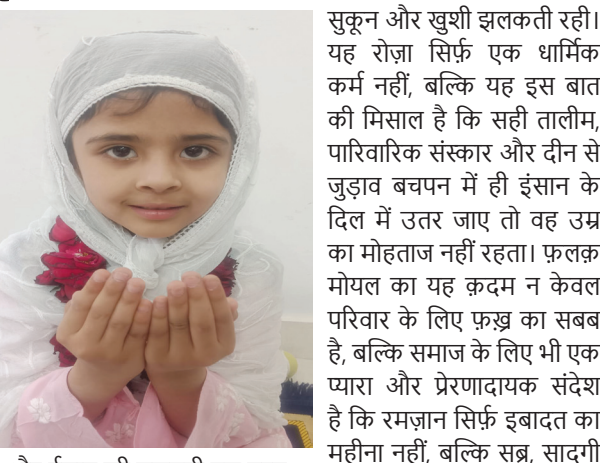 सुकून और खुशी झलकती रही।
यह रोज़ा सिर्फ़ एक धार्मिक
कर्म नहीं, बल्कि यह इस बात
की मिसाल है कि सही तालीम,
पारिवारिक संस्कार और दीन से
जुड़ाव बचपन में ही इंसान के
दिल में उतर जाए तो वह उम्र
का मोहताज नहीं रहता। फ़लक़
मोयल का यह क़दम न केवल
परिवार के लिए फ़ख़्र का सबब
है, बल्कि समाज के लिए भी एक
प्यारा और प्रेरणादायक संदेश
है कि रमज़ान सिर्फ़ इबादत का
महीना नहीं, बल्कि सब्र, सादगी